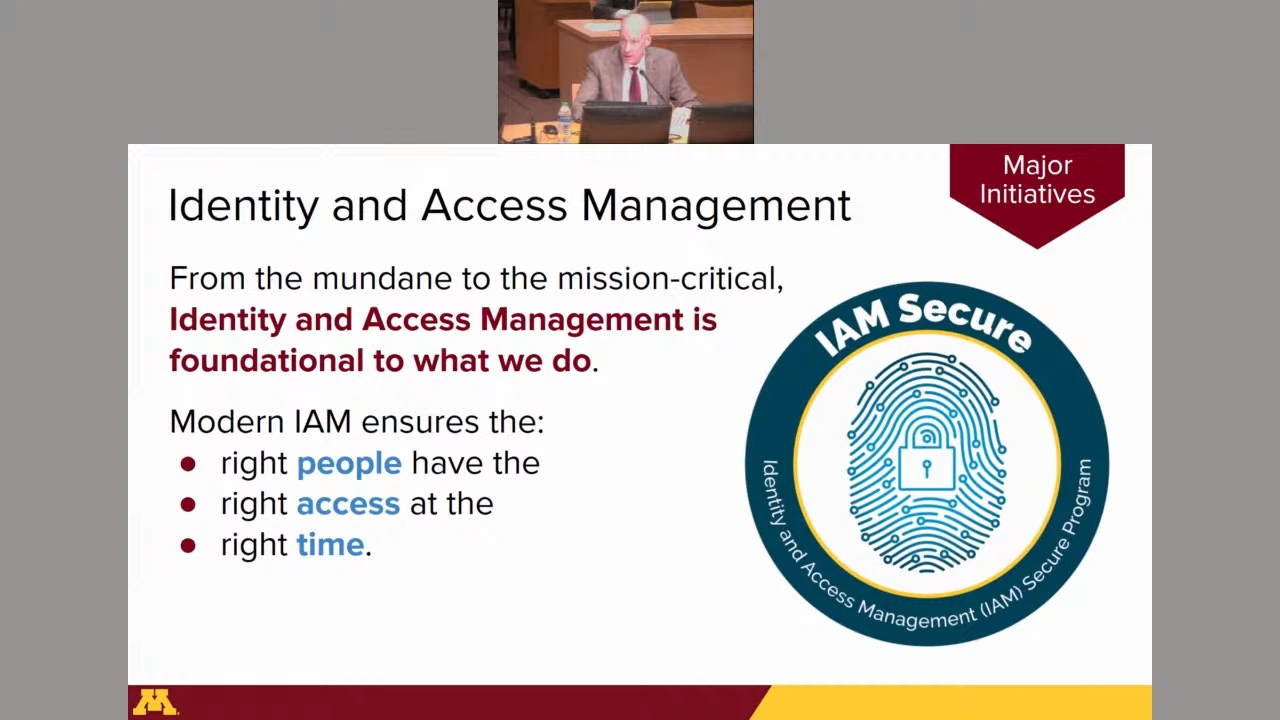 Major
Initiatives
Identity and Access Management
From the mundane to the mission-critical,
Identity and Access Management is
foundational to what we do.
Modern IAM ensures the:
● right people have the
● right access at the
● right time.
IAM Secure
Identity and Access Management (IAM) Secure Program
M